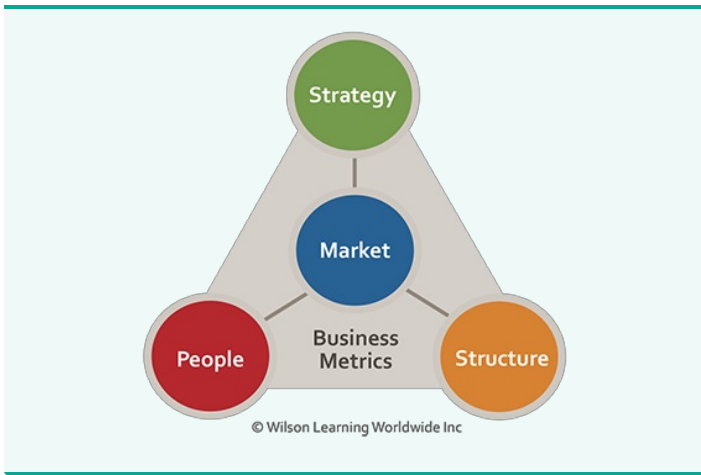 Strategy
Market
People
Business
Metrics
Structure
© Wilson Learning Worldwide Inc